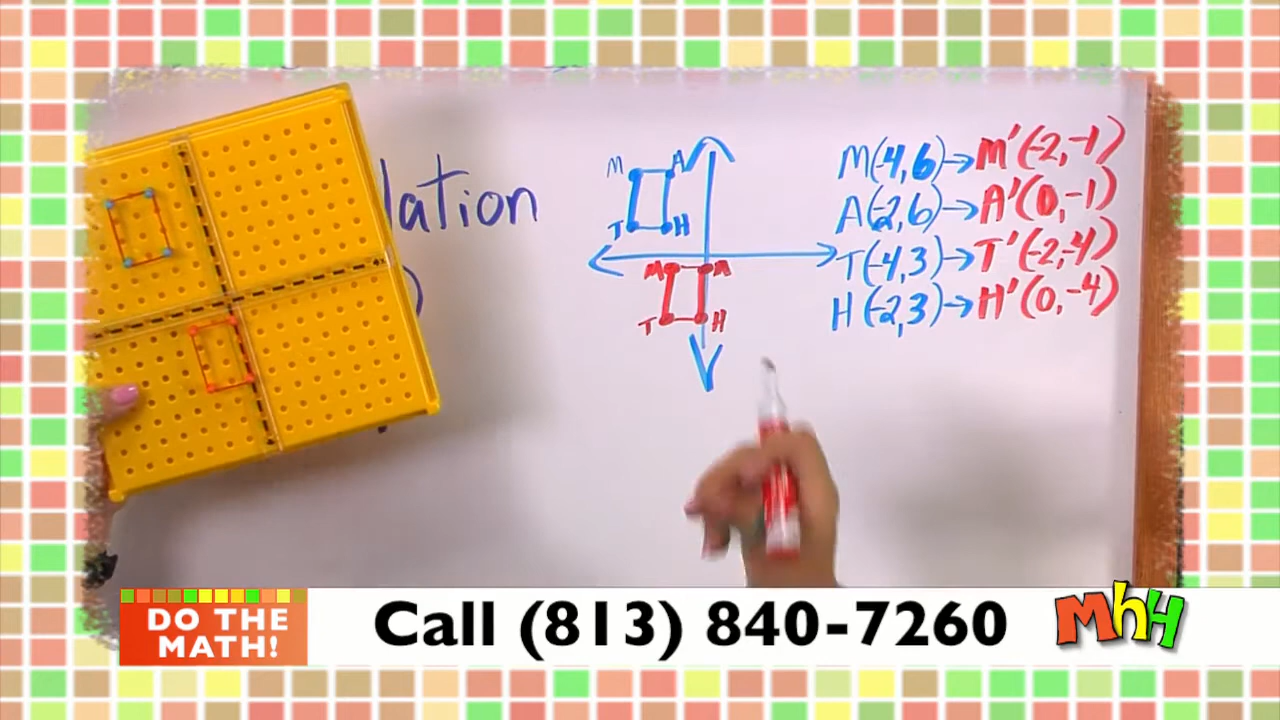 lation
M A
T H
M A
T H
M(-4,6)→M'(-2,-1)
A(-2,6)→A'(0,-1)
T(-4,3)→T'(-2,-4)
H(-2,3)→H'(0,-4)
DO THE
MATH!
Call (813) 840-7260
Mh4